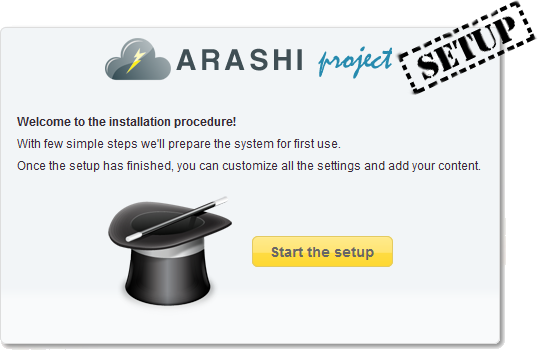 ARASHI project
SETUP
Welcome to the installation procedure!
With few simple steps we'll prepare the system for first use.
Once the setup has finished, you can customize all the settings and add your content.
Start the setup